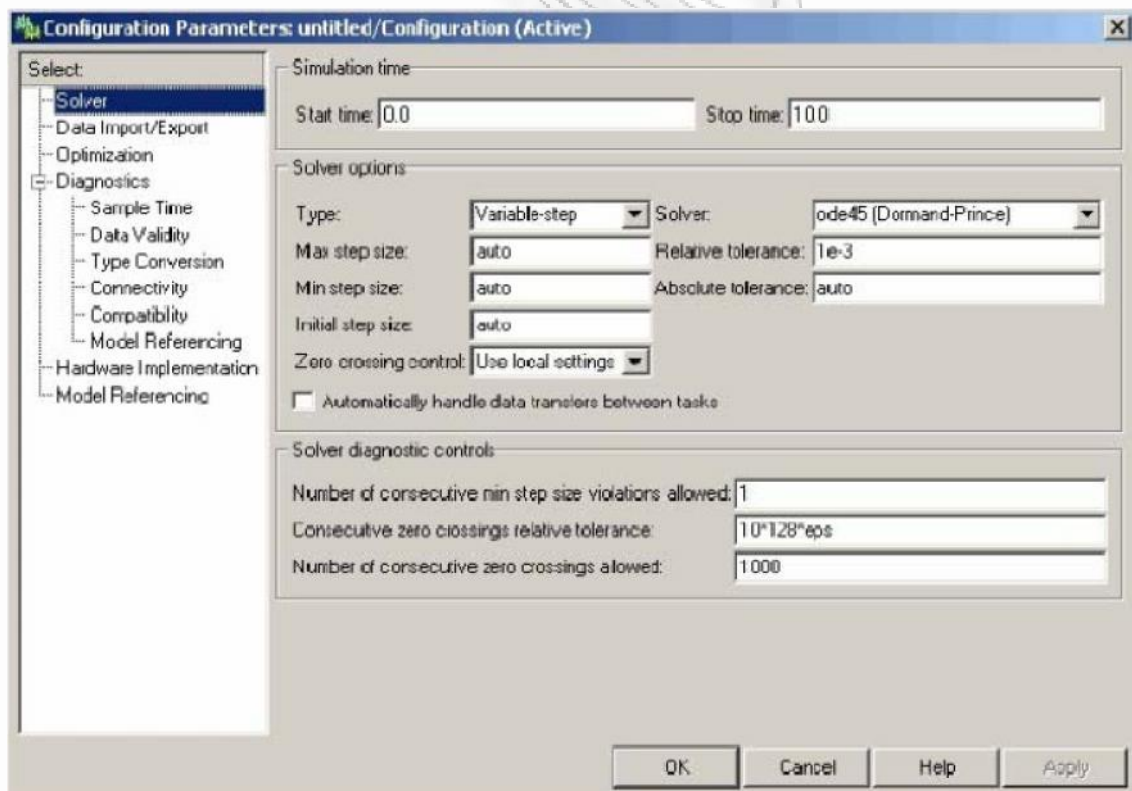 Configuration Parameters: untitled/Configuration (Active)
Select:
Solver
Data Import/Export
Optimization
Diagnostics
Sample Time
Data Validity
Type Conversion
Connectivity
Compatibility
Model Referencing
Hardware Implementation
Model Referencing
Simulation time
Start time: 0.0 Stop time: 10.0
Solver options
Type: Variable-step Solver: ode45 (Dormand-Prince)
Max step size: auto Relative tolerance: 1e-3
Min step size: auto Absolute tolerance: auto
Initial step size: auto
Zero crossing control: Use local settings
Automatically handle data transfers between tasks
Solver diagnostic controls
Number of consecutive min step size violations allowed: 1
Consecutive zero crossings relative tolerance: 10*128*eps
Number of consecutive zero crossings allowed: 1000
OK Cancel Help Apply